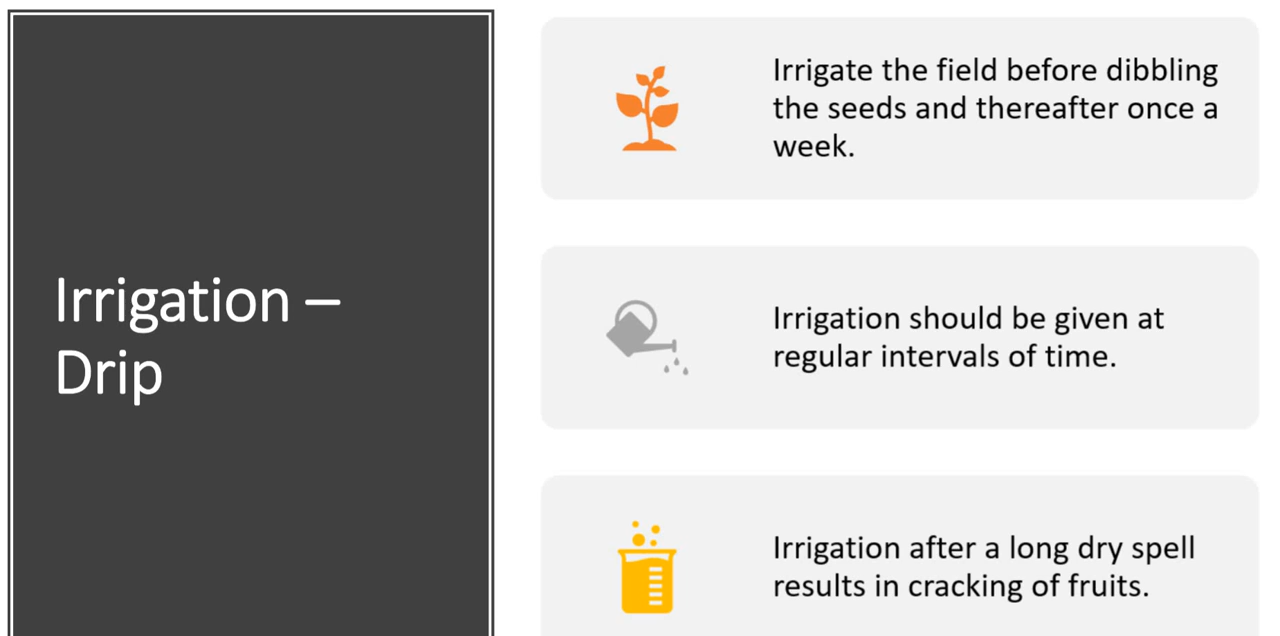 Irrigation –
Drip
Irrigate the field before dibbling
the seeds and thereafter once a
week.
Irrigation should be given at
regular intervals of time.
Irrigation after a long dry spell
results in cracking of fruits.